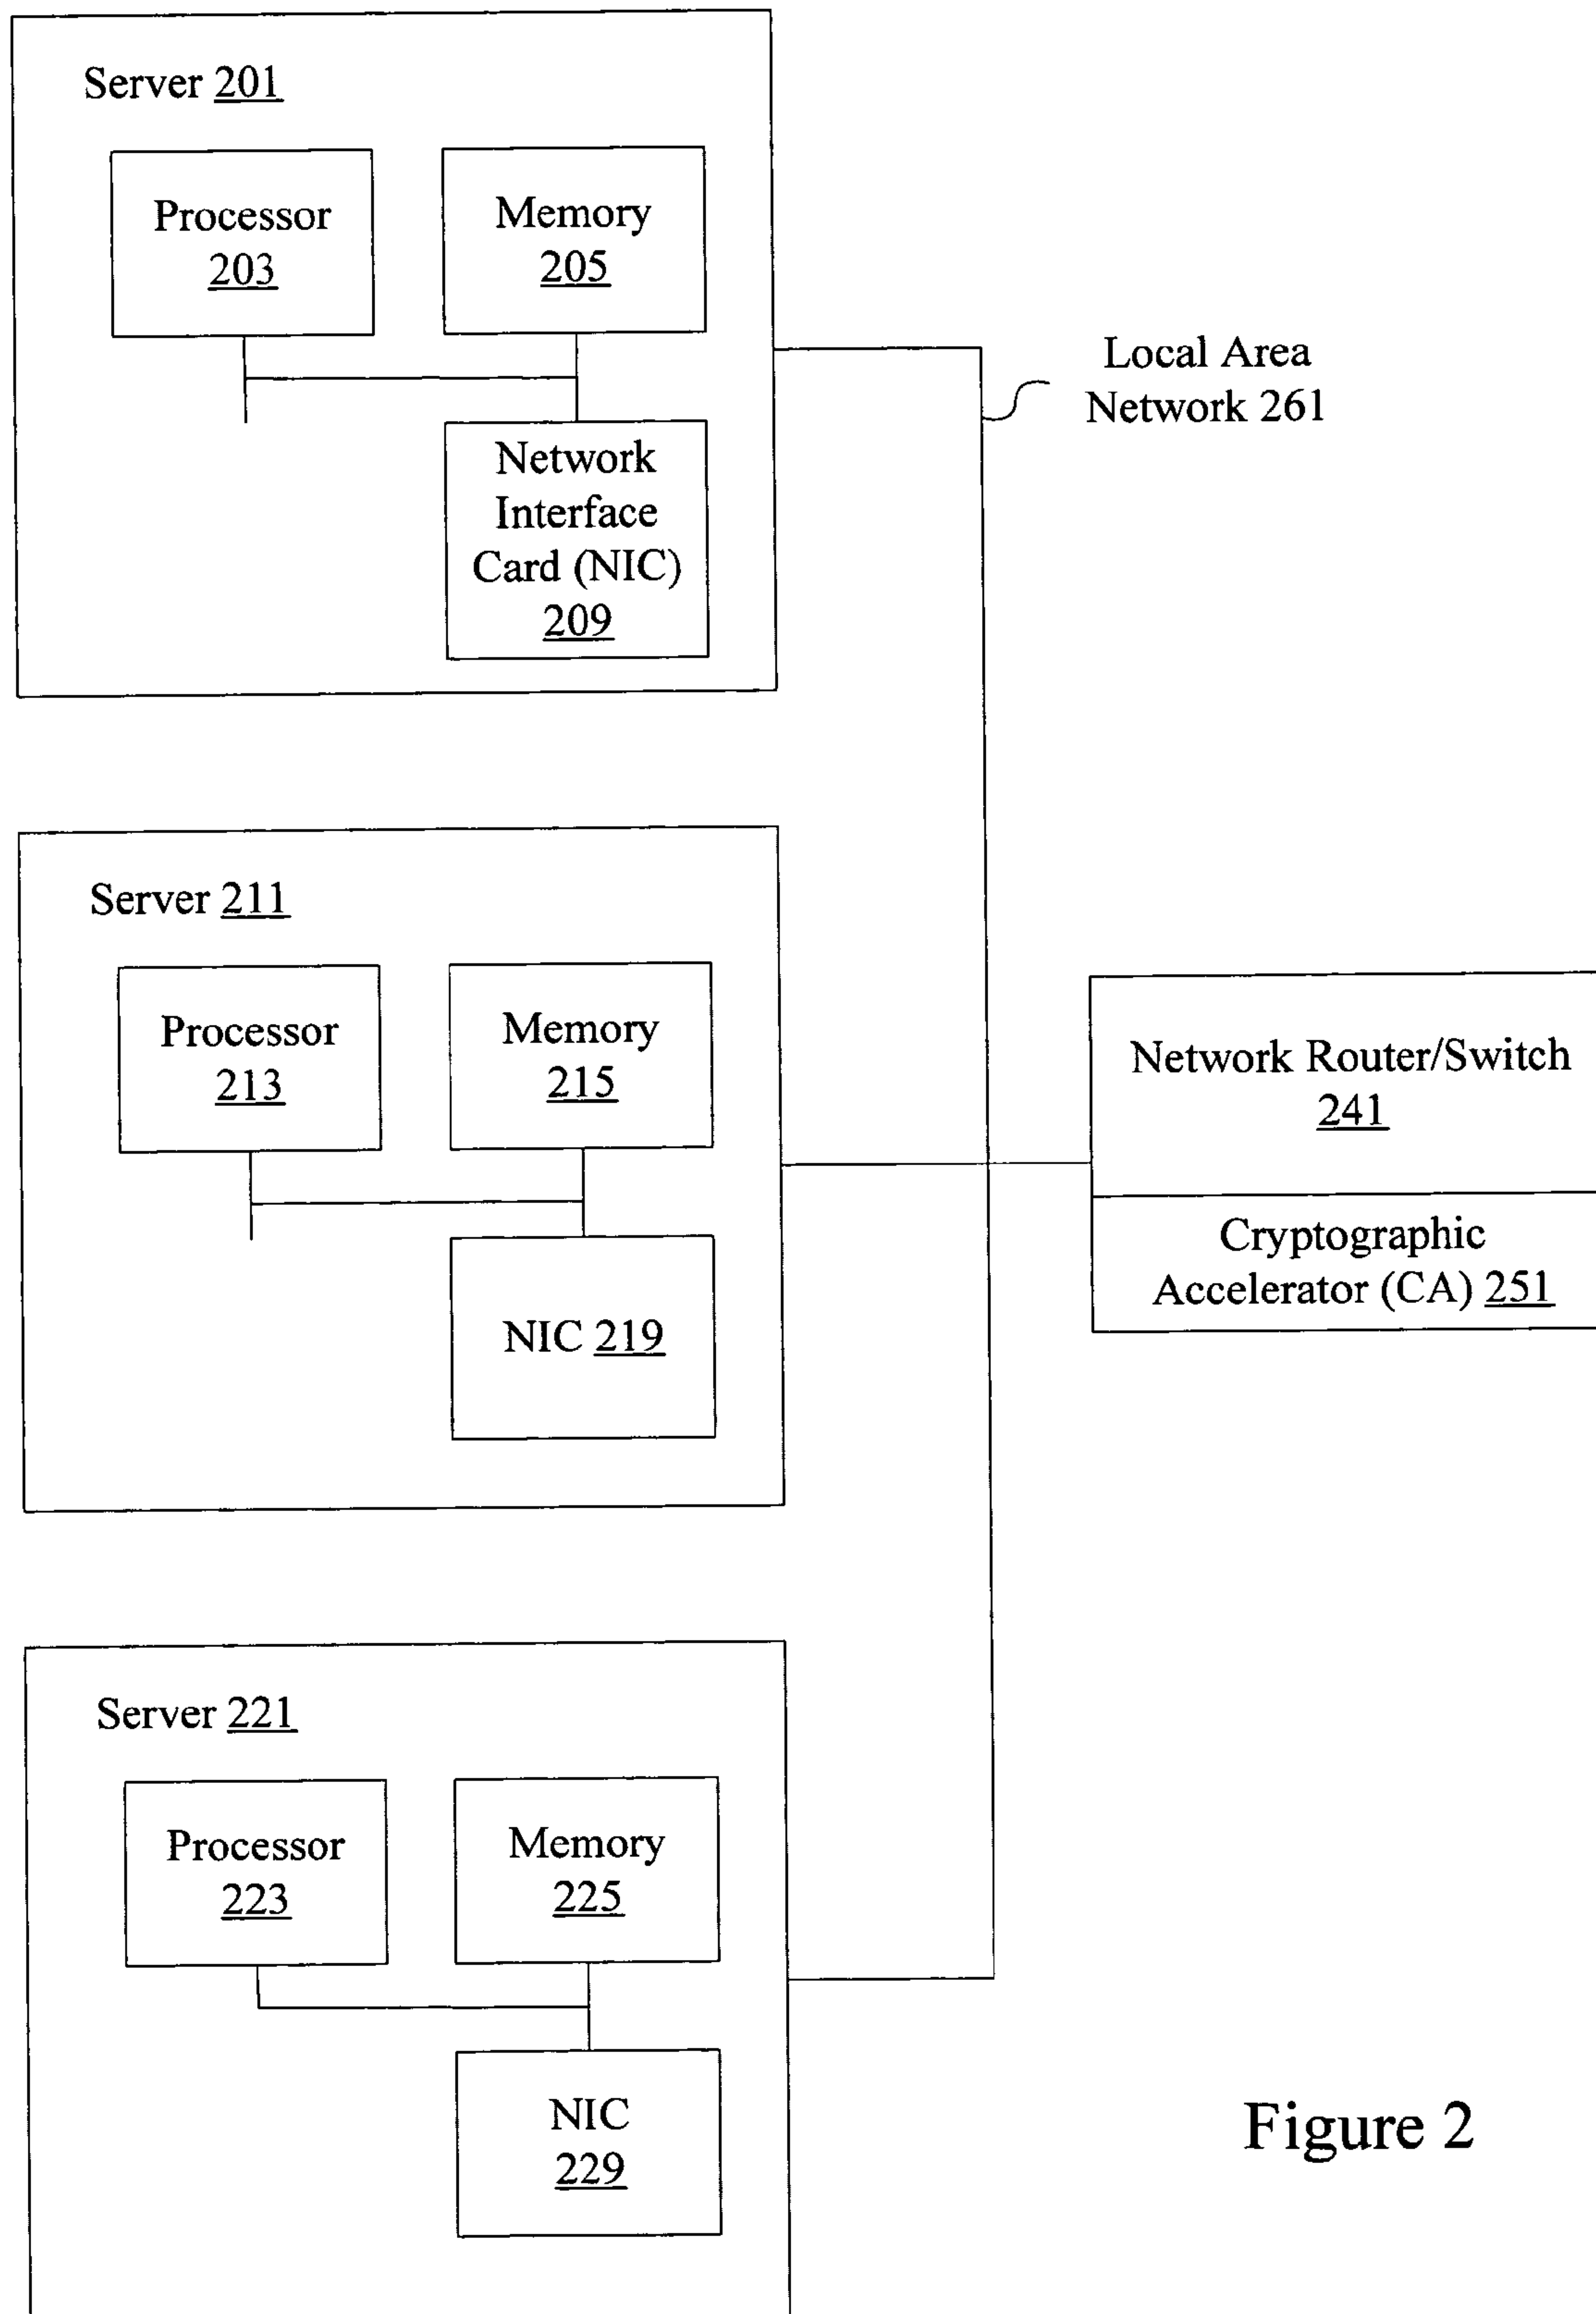 Server 201
Processor
203
Memory
205
Network
Interface
Card (NIC)
209
Local Area
Network 261
Server 211
Processor
213
Memory
215
NIC 219
Network Router/Switch
241
Cryptographic
Accelerator (CA) 251
Server 221
Processor
223
Memory
225
NIC
229
Figure 2